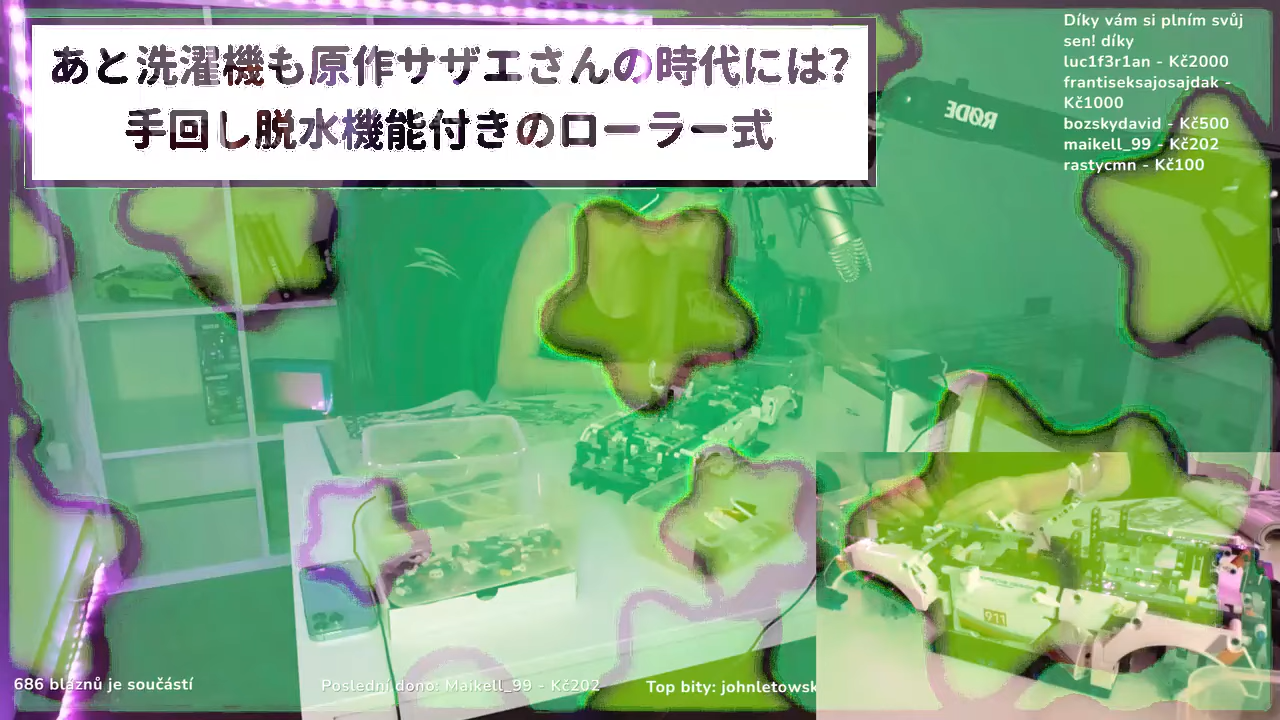 あと洗濯機も原作サザエさんの時代には?
手回し脱水機能付きのローラー式
Díky vám si plním svůj
sen! díky
luc1f3r1an - Kč2000
frantiseksajosajdak -
Kč1000
bozskydavid - Kč500
maikell_99 - Kč202
rastycmn - Kč100
RØDE
911
686 bláznů je součástí
Poslední dono: Maikell_99 - Kč202
Top bity: johnletowsk